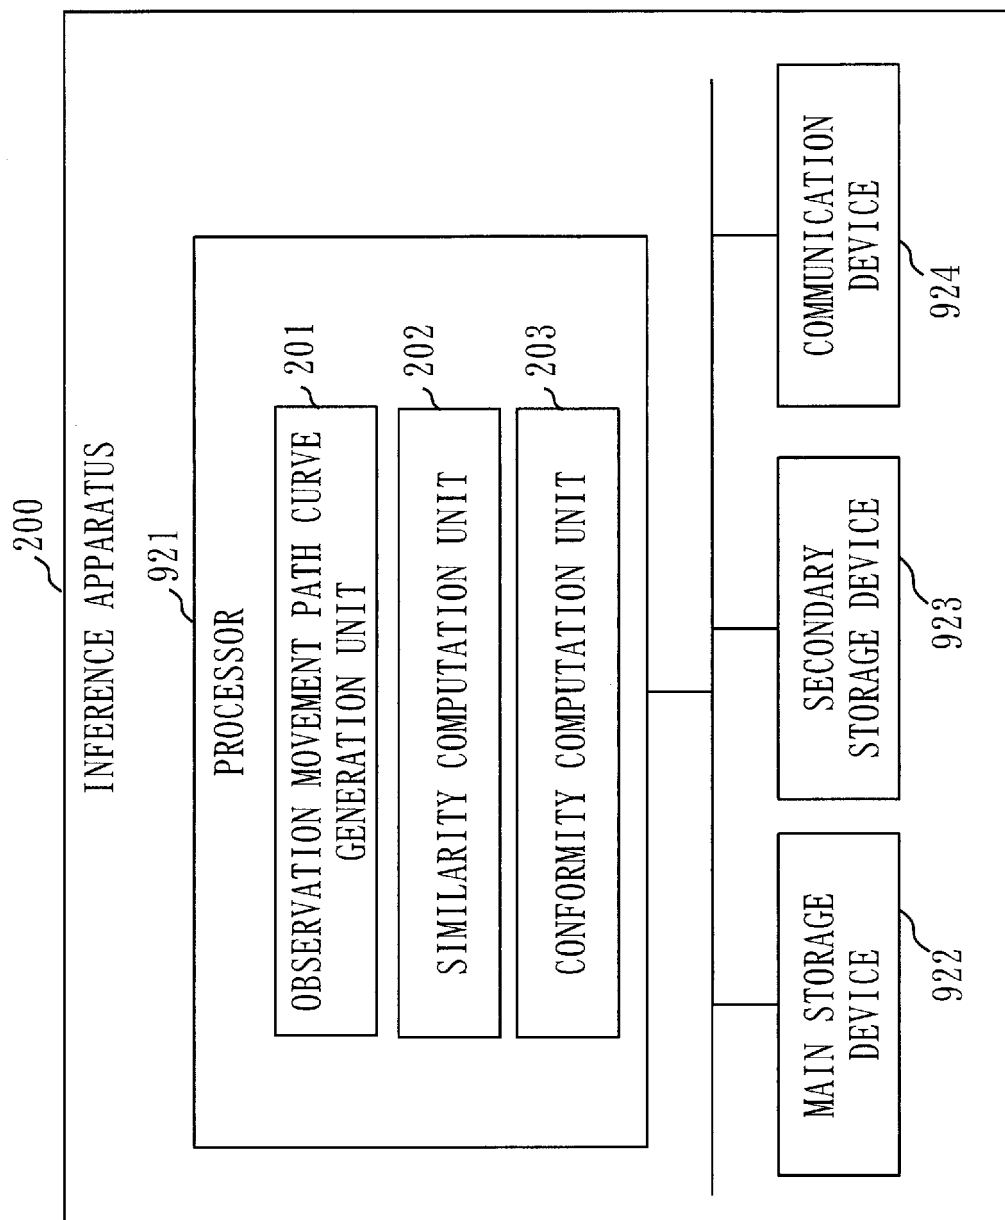 200
INFERENCE APPARATUS
921
PROCESSOR
201
OBSERVATION MOVEMENT PATH CURVE
GENERATION UNIT
202
SIMILARITY COMPUTATION UNIT
203
CONFORMITY COMPUTATION UNIT
MAIN STORAGE
DEVICE
922
SECONDARY
STORAGE DEVICE
923
COMMUNICATION
DEVICE
924